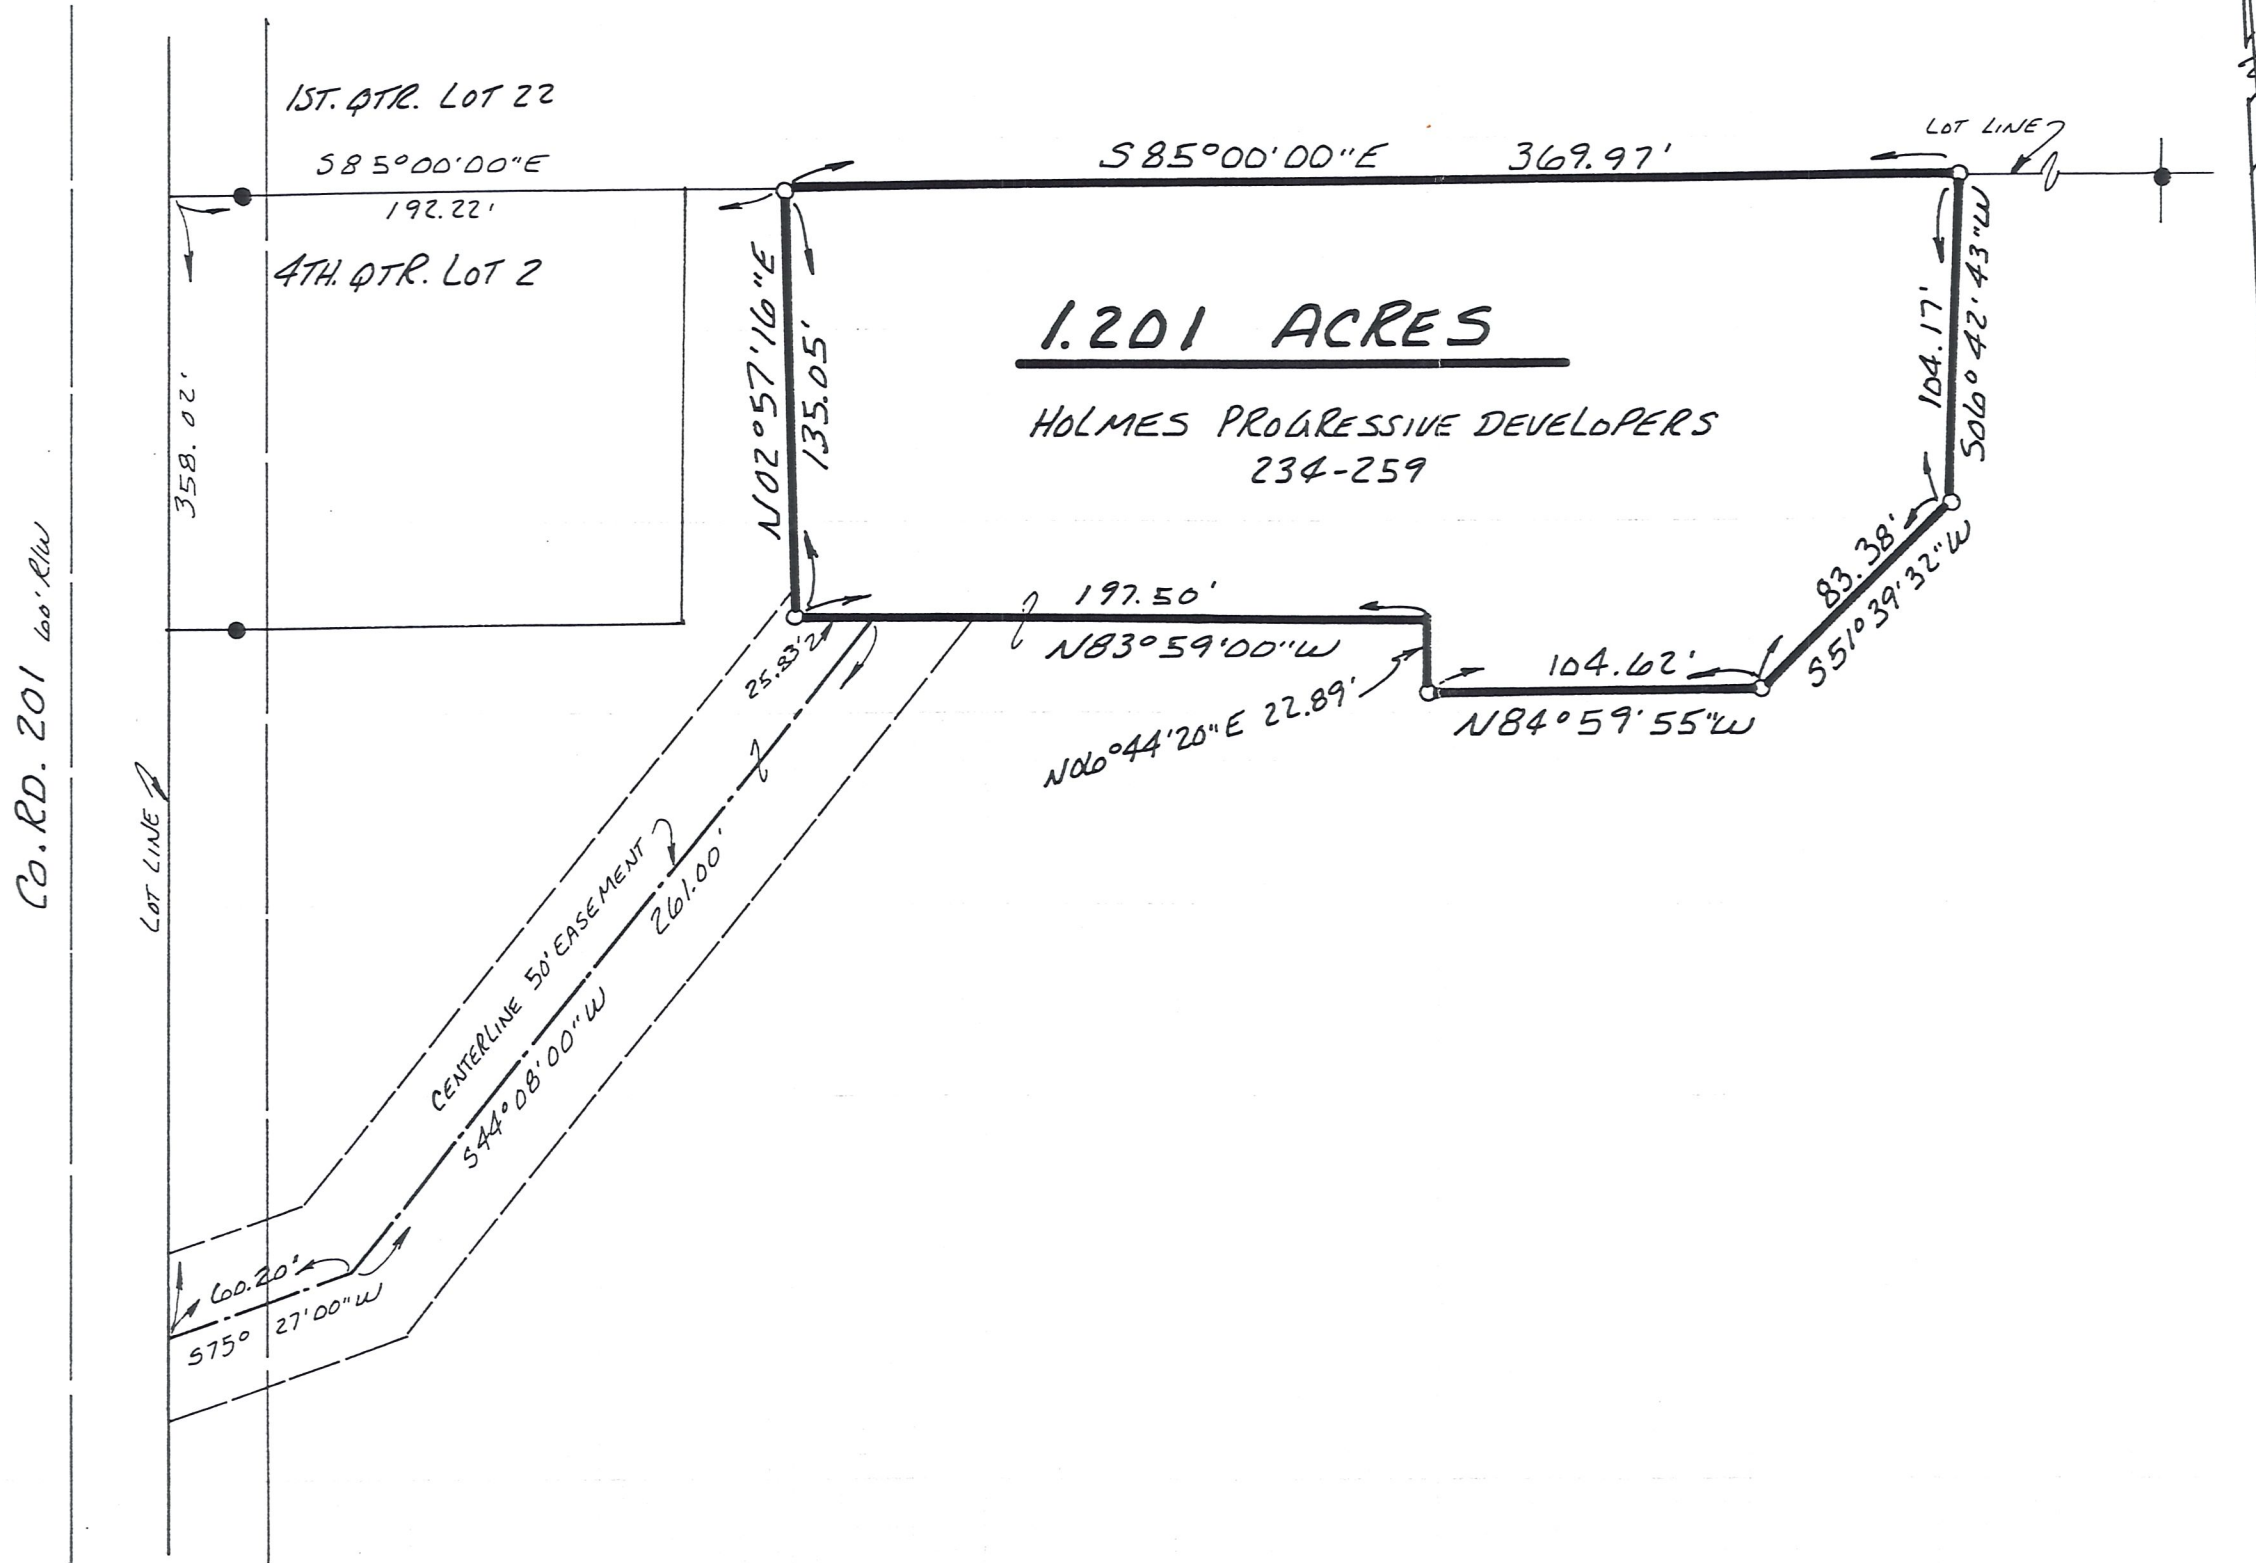 1ST. QTR. LOT 22
S85°00'00"E
192.22'
4TH. QTR. LOT 2
S85°00'00"E 369.97'
LOT LINE
N02°57'16"E
135.05'
1.201 ACRES
HOLMES PROGRESSIVE DEVELOPERS
234-259
104.17'
S06°42'43"W
358.02'
CO. RD. 201 60' R/W
83.38'
S51°39'32"W
197.50'
N83°59'00"W
25.83'
104.62'
N84°59'55"W
N06°44'20"E 22.89'
LOT LINE
CENTERLINE 50' EASEMENT
261.00'
S44°08'00"W
60.20'
S75° 27'00"W